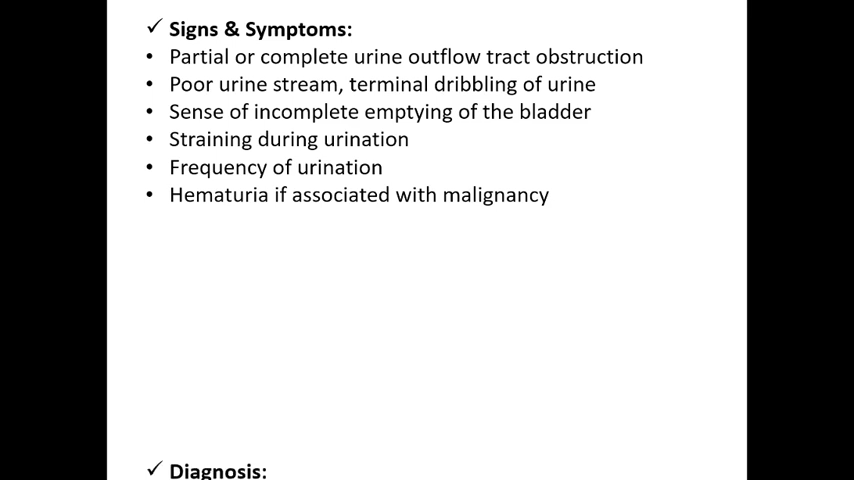 ✓ Signs & Symptoms:
• Partial or complete urine outflow tract obstruction
• Poor urine stream, terminal dribbling of urine
• Sense of incomplete emptying of the bladder
• Straining during urination
• Frequency of urination
• Hematuria if associated with malignancy
✓ Diagnosis: